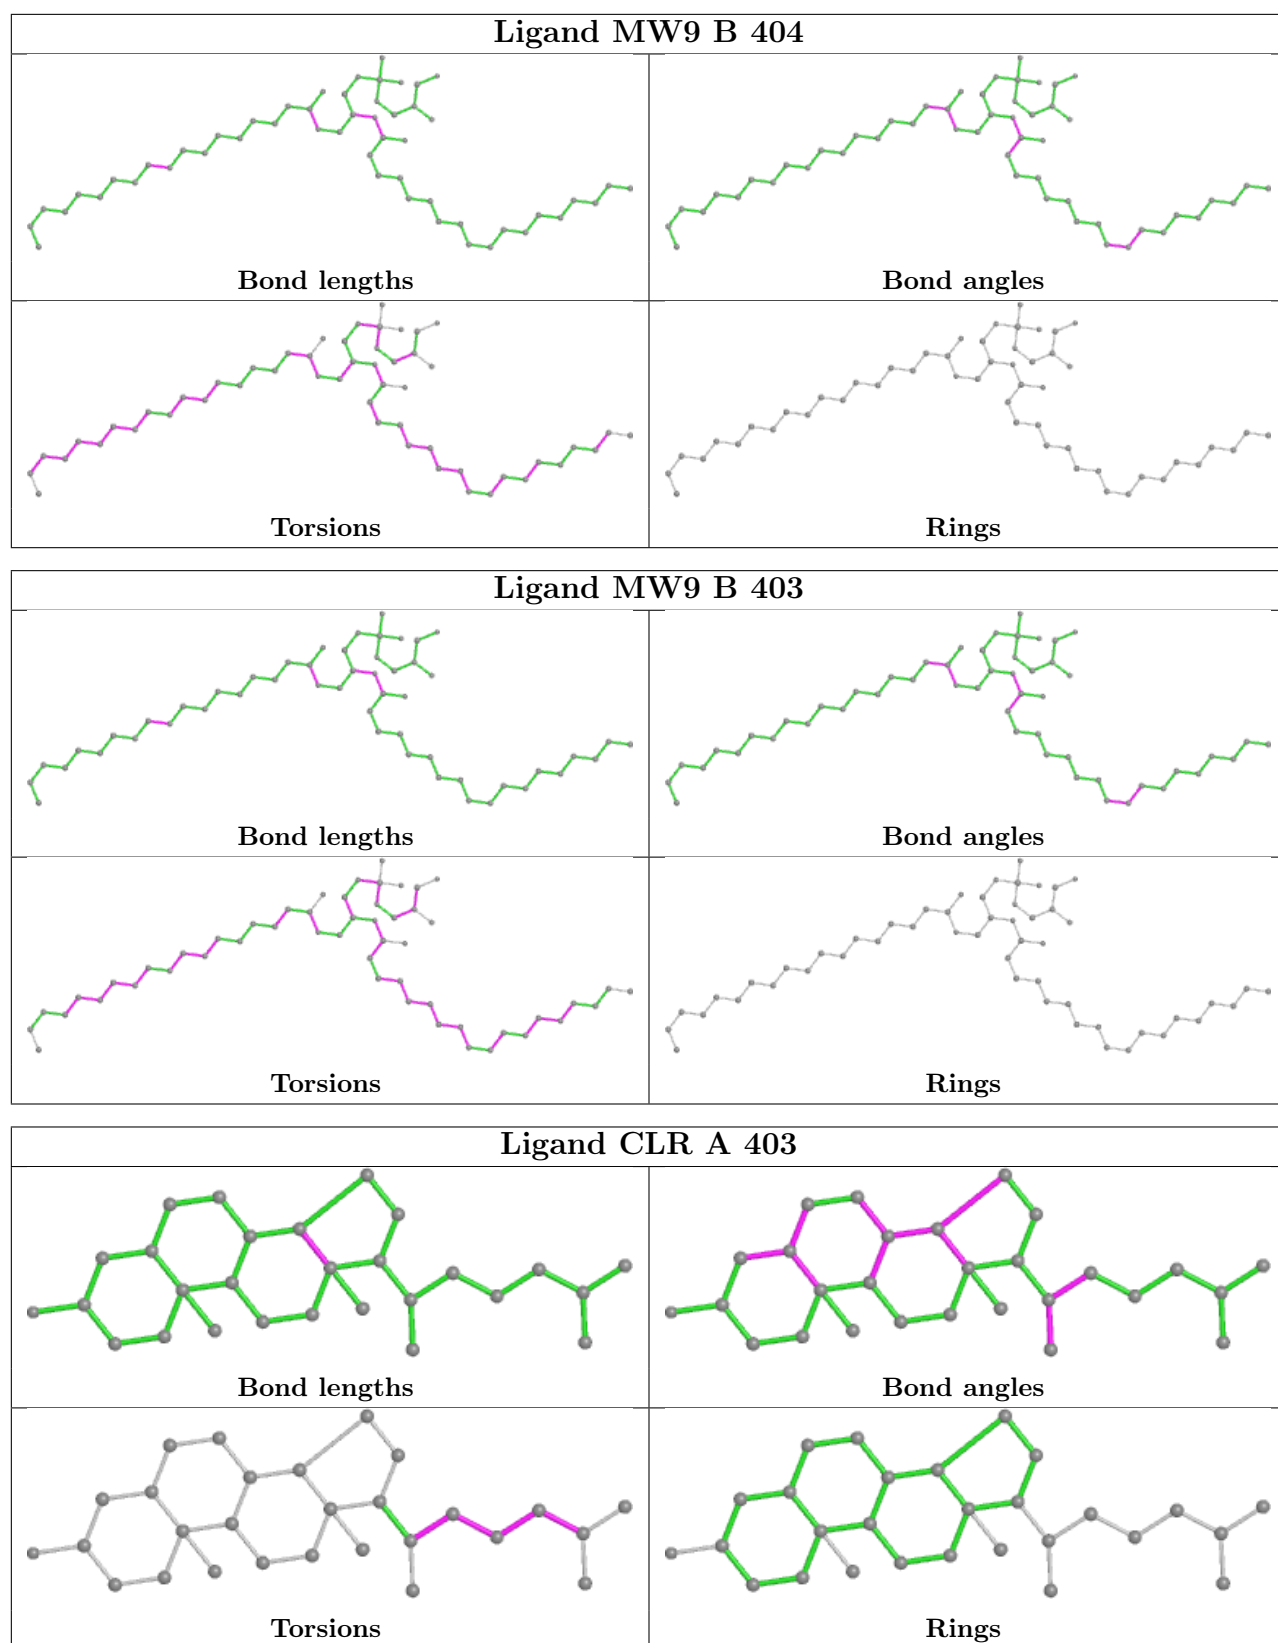 Ligand MW9 B 404
Bond lengths
Bond angles
Torsions
Rings
Ligand MW9 B 403
Bond lengths
Bond angles
Torsions
Rings
Ligand CLR A 403
Bond lengths
Bond angles
Torsions
Rings